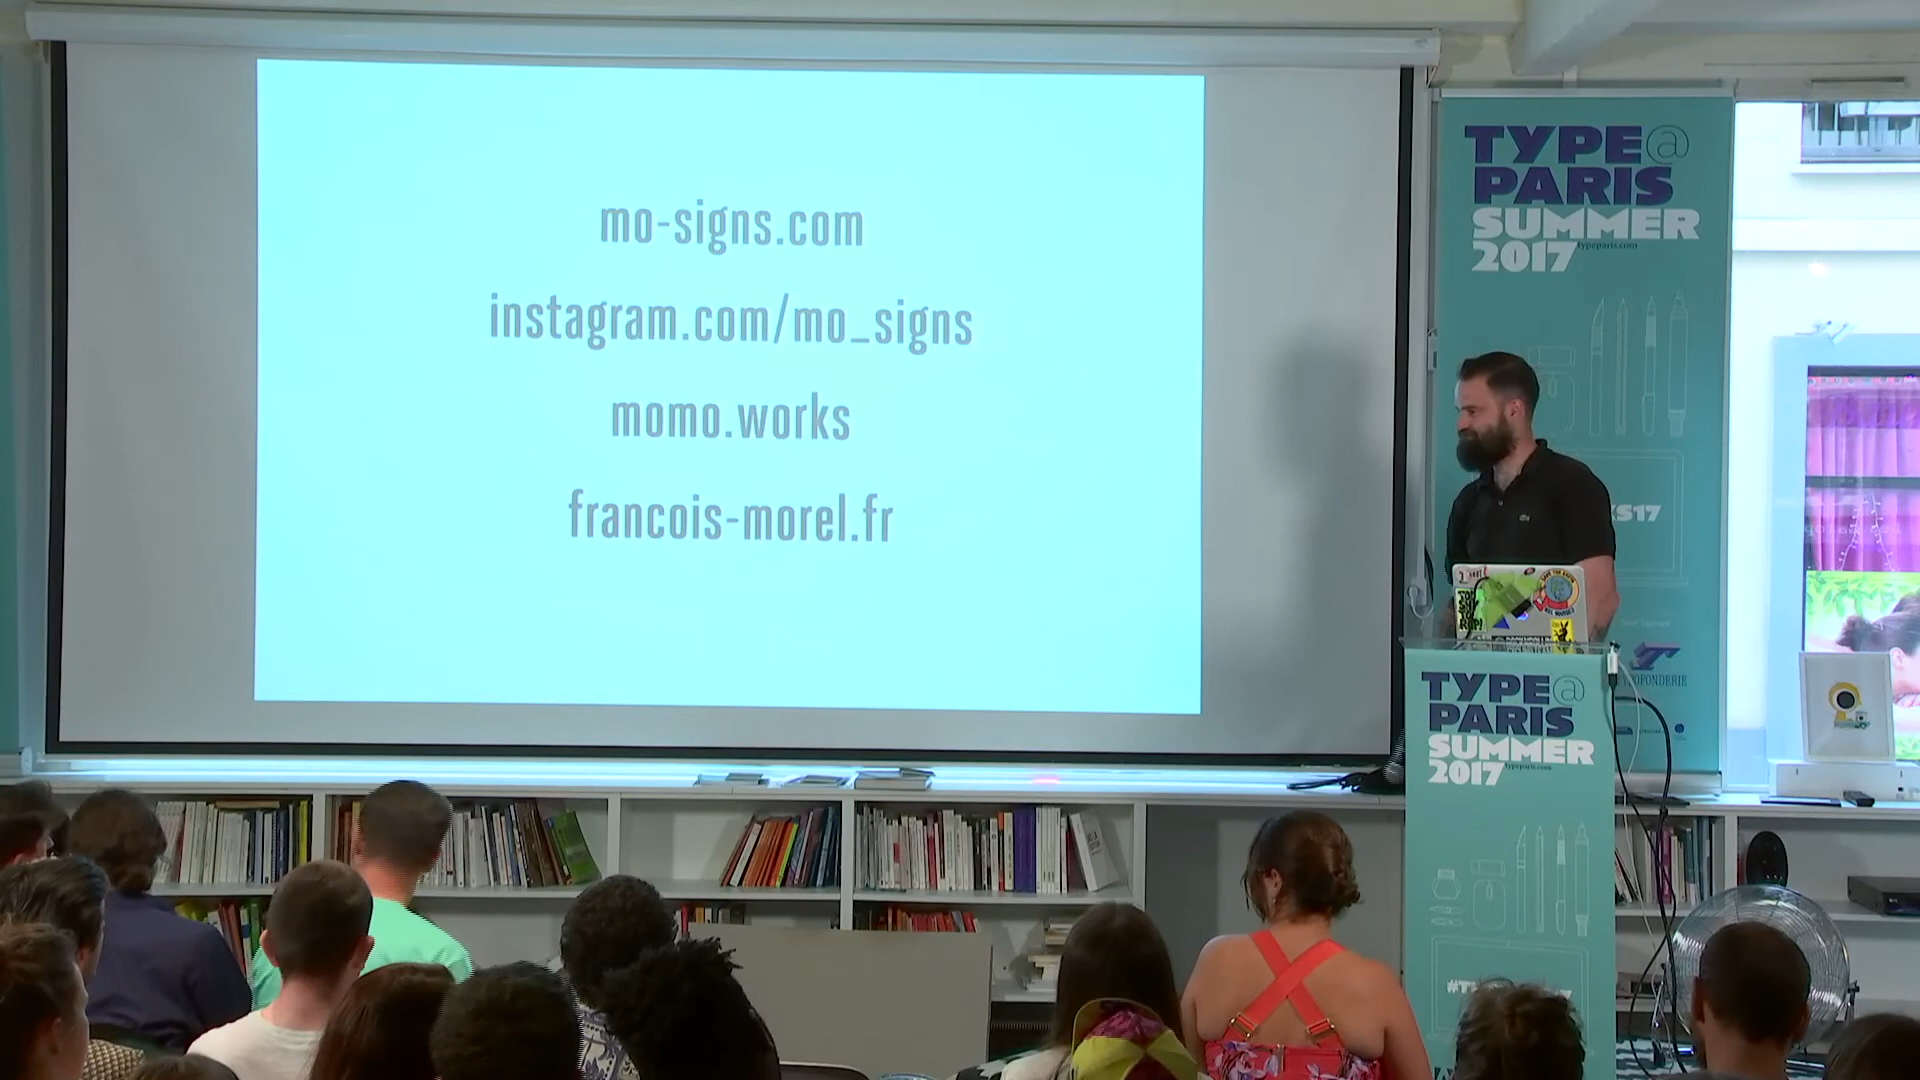 mo-signs.com
instagram.com/mo_signs
momo.works
francois-morel.fr
TYPE@
PARIS
SUMMER
2017
typeparis.com
S17
TYPE@
PARIS
SUMMER
2017
typeparis.com